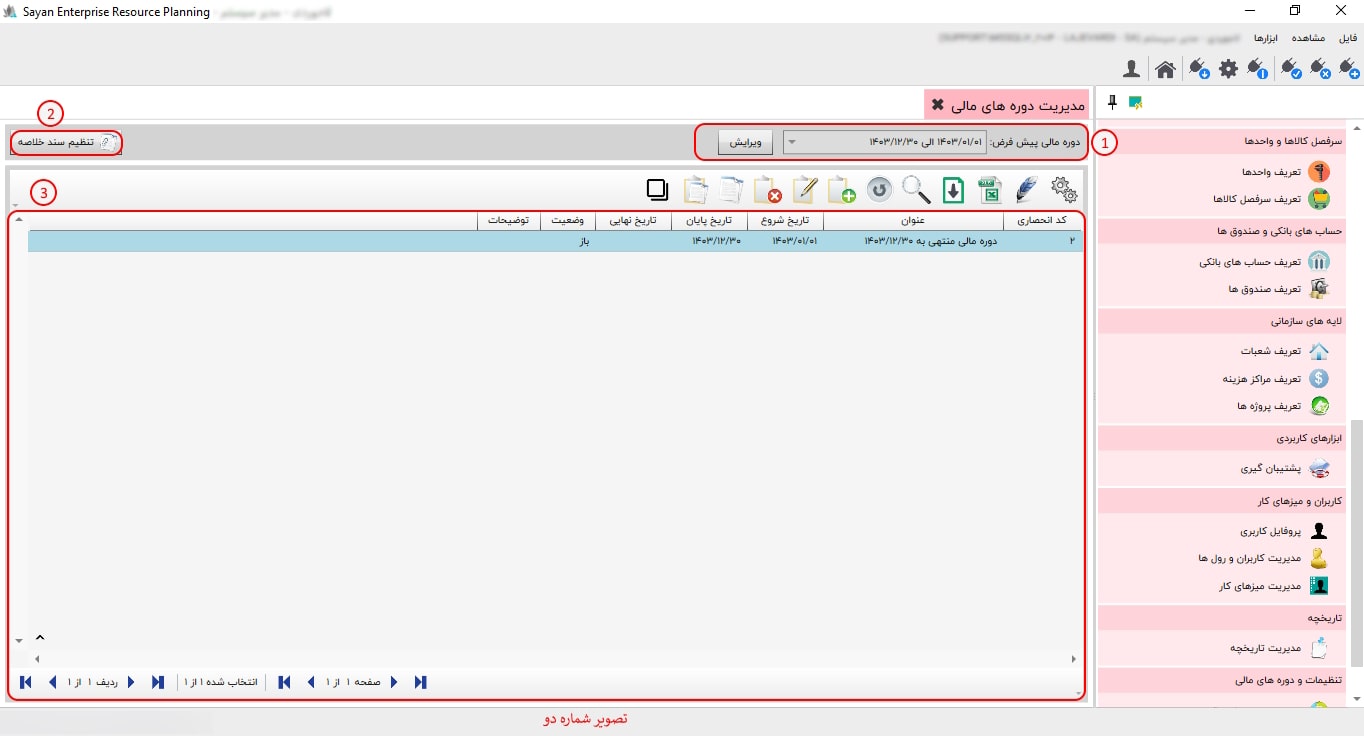 Sayan Enterprise Resource Planning
فایل مشاهده ابزارها
مدیریت دوره های مالی
1
دوره مالی پیش فرض: ۱۴۰۳/۰۱/۰۱ الی ۱۴۰۳/۱۲/۳۰ ویرایش
2
تنظیم سند خلاصه
3
کد انحصاری عنوان تاریخ شروع تاریخ پایان تاریخ نهایی وضعیت توضیحات
۲ دوره مالی منتهی به ۱۴۰۳/۱۲/۳۰ ۱۴۰۳/۰۱/۰۱ ۱۴۰۳/۱۲/۳۰ باز
صفحه ۱ از ۱
انتخاب شده ۱ از ۱
ردیف ۱ از ۱
سرفصل کالاها و واحدها
تعریف واحدها
تعریف سرفصل کالاها
حساب های بانکی و صندوق ها
تعریف حساب های بانکی
تعریف صندوق ها
لایه های سازمانی
تعریف شعبات
تعریف مراکز هزینه
تعریف پروژه ها
ابزارهای کاربردی
پشتیبان گیری
کاربران و میزهای کار
پروفایل کاربری
مدیریت کاربران و رول ها
مدیریت میزهای کار
تاریخچه
مدیریت تاریخچه
تنظیمات و دوره های مالی
تصویر شماره دو